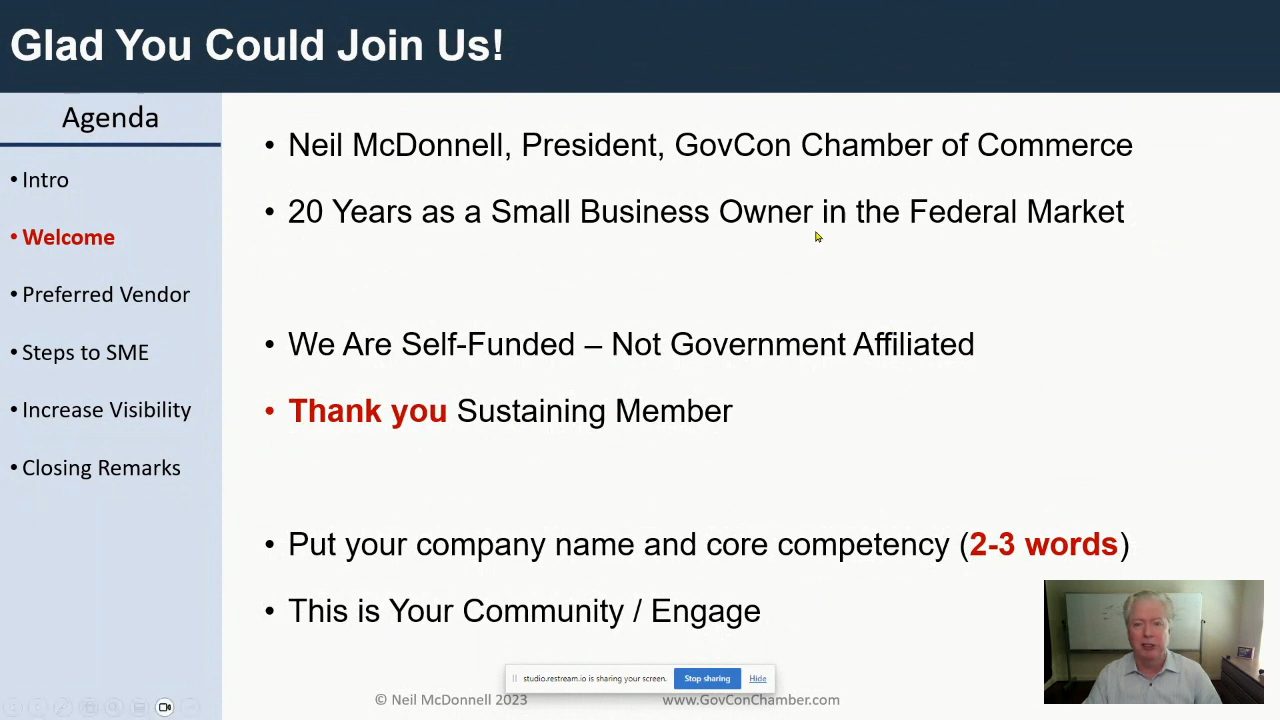 Glad You Could Join Us!
Agenda
• Intro
• Welcome
• Preferred Vendor
• Steps to SME
• Increase Visibility
• Closing Remarks
• Neil McDonnell, President, GovCon Chamber of Commerce
• 20 Years as a Small Business Owner in the Federal Market
• We Are Self-Funded – Not Government Affiliated
• Thank you Sustaining Member
• Put your company name and core competency (2-3 words)
• This is Your Community / Engage
studio.restream.io is sharing your screen. Stop sharing Hide
© Neil McDonnell 2023 www.GovConChamber.com